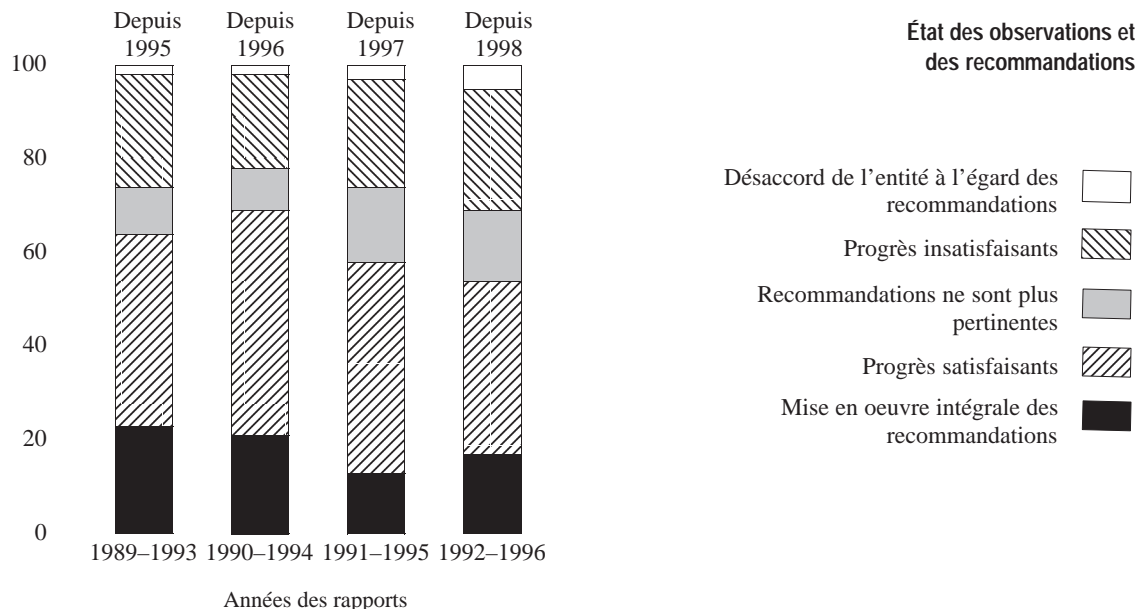 Depuis 1995
Depuis 1996
Depuis 1997
Depuis 1998
100
80
60
40
20
0
1989–1993 1990–1994 1991–1995 1992–1996
Années des rapports
État des observations et
des recommandations
Désaccord de l’entité à l’égard des
recommandations
Progrès insatisfaisants
Recommandations ne sont plus
pertinentes
Progrès satisfaisants
Mise en oeuvre intégrale des
recommandations